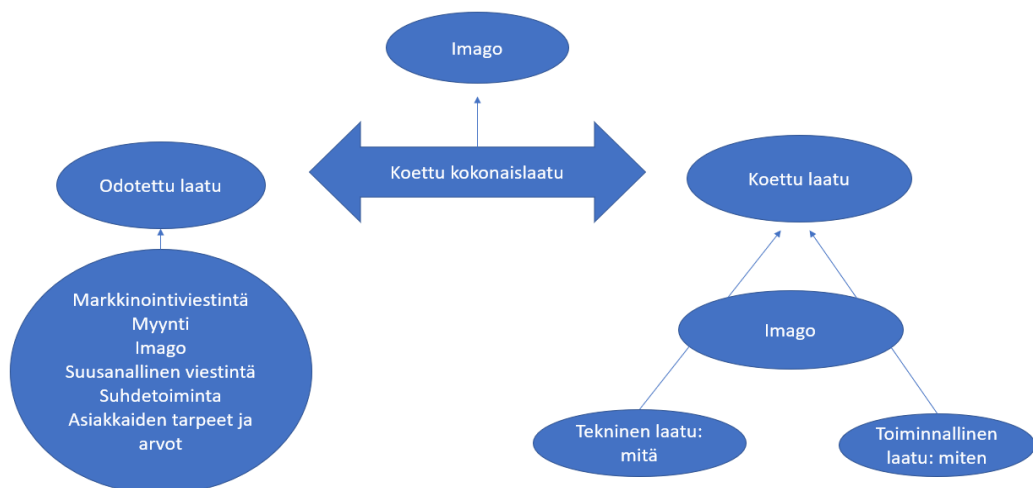 Imago
Koettu kokonaislaatu
Odotettu laatu
Koettu laatu
Markkinointiviestintä
Myynti
Imago
Suusanallinen viestintä
Suhdetoiminta
Asiakkaiden tarpeet ja
arvot
Imago
Tekninen laatu:
mitä
Toiminnallinen
laatu: miten